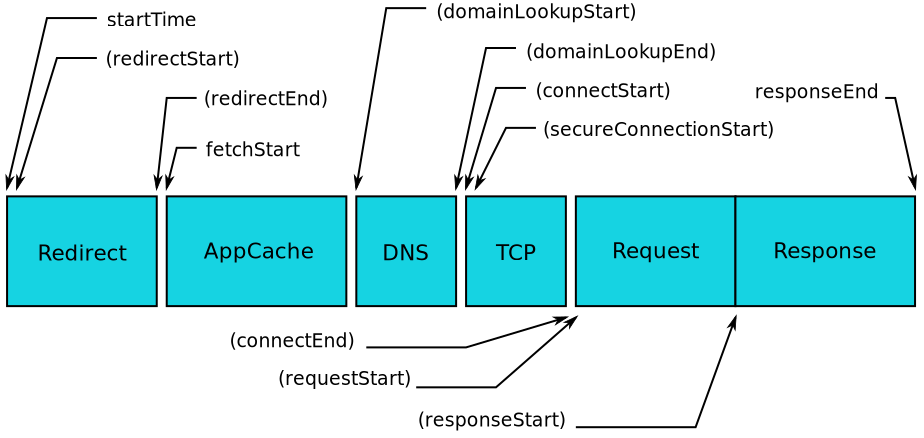 startTime
(redirectStart)
(redirectEnd)
fetchStart
(domainLookupStart)
(domainLookupEnd)
(connectStart)
(secureConnectionStart)
responseEnd
Redirect
AppCache
DNS
TCP
Request
Response
(connectEnd)
(requestStart)
(responseStart)